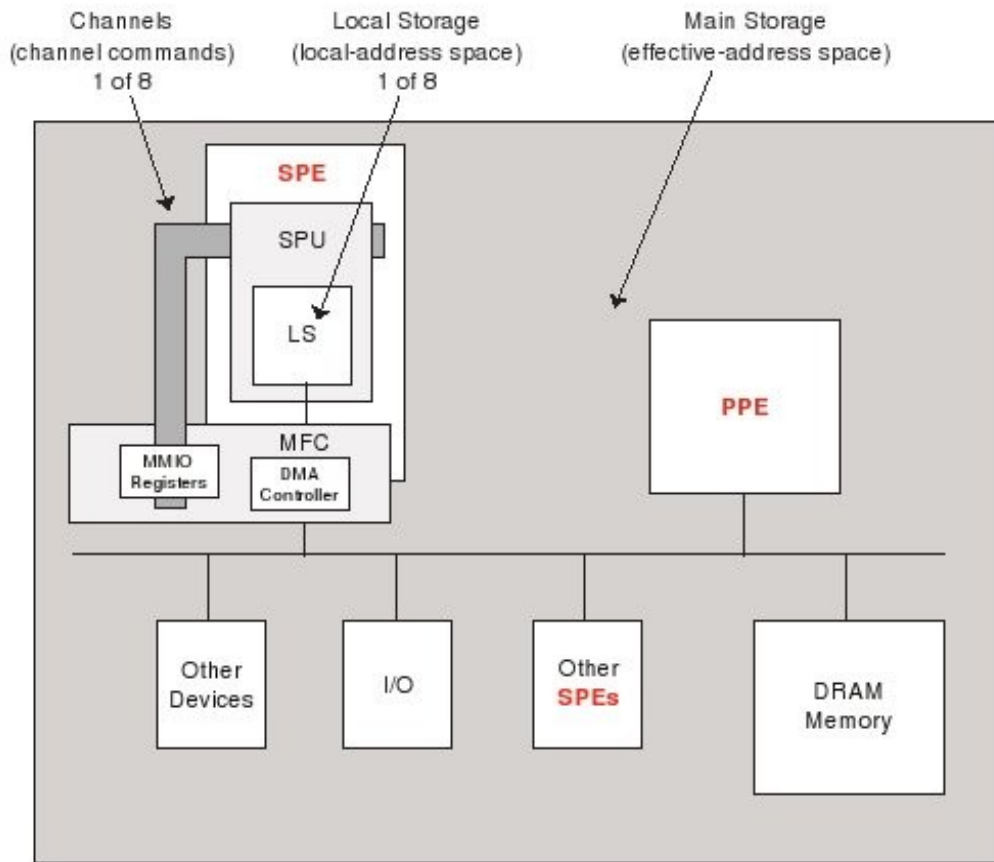 Channels
(channel commands)
1 of 8
Local Storage
(local-address space)
1 of 8
Main Storage
(effective-address space)
SPE
SPU
LS
MFC
MMIO
Registers
DMA
Controller
PPE
Other
Devices
I/O
Other
SPEs
DRAM
Memory